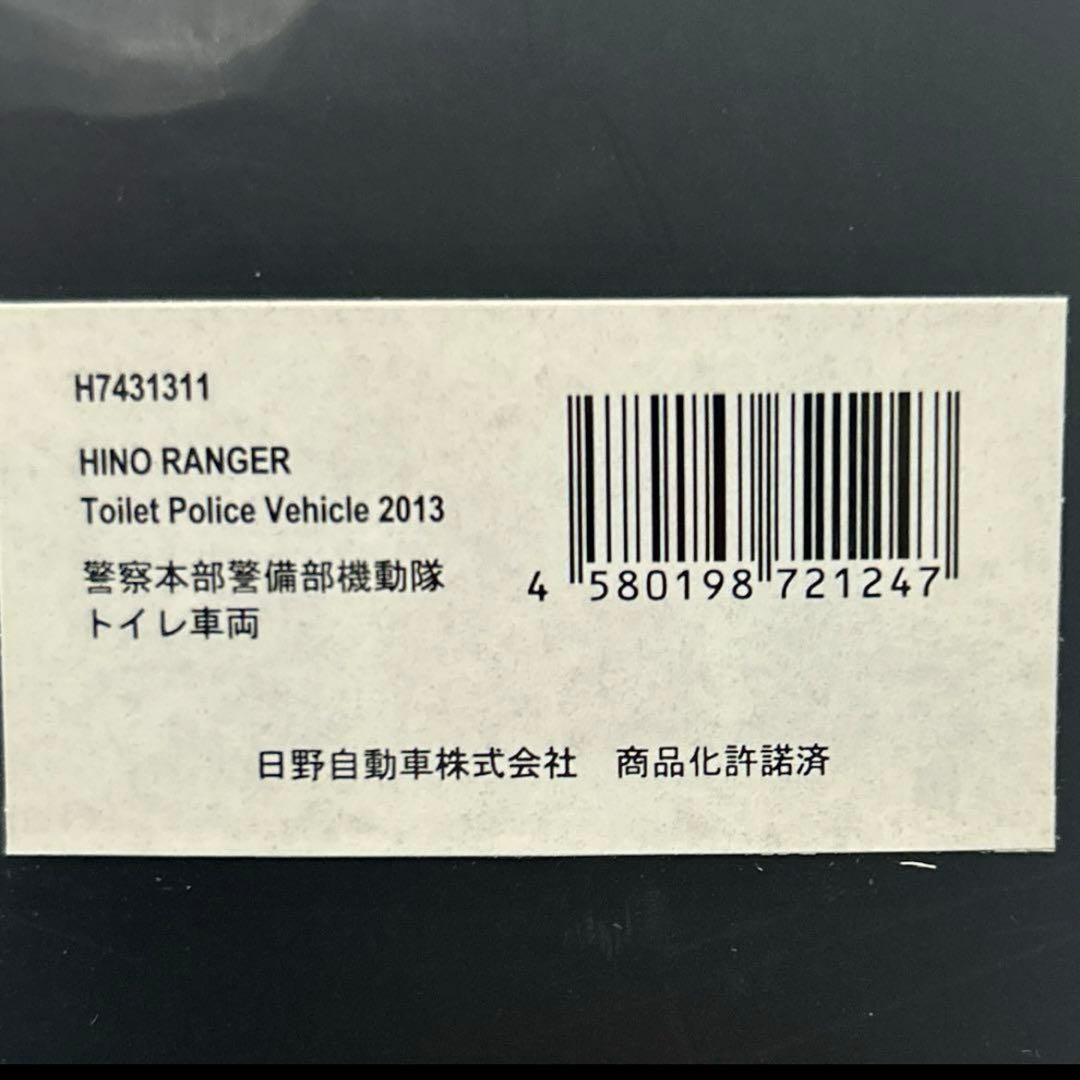 H7431311
HINO RANGER
Toilet Police Vehicle 2013
警察本部警備部機動隊
トイレ車両
4 580198 721247
日野自動車株式会社　商品化許諾済